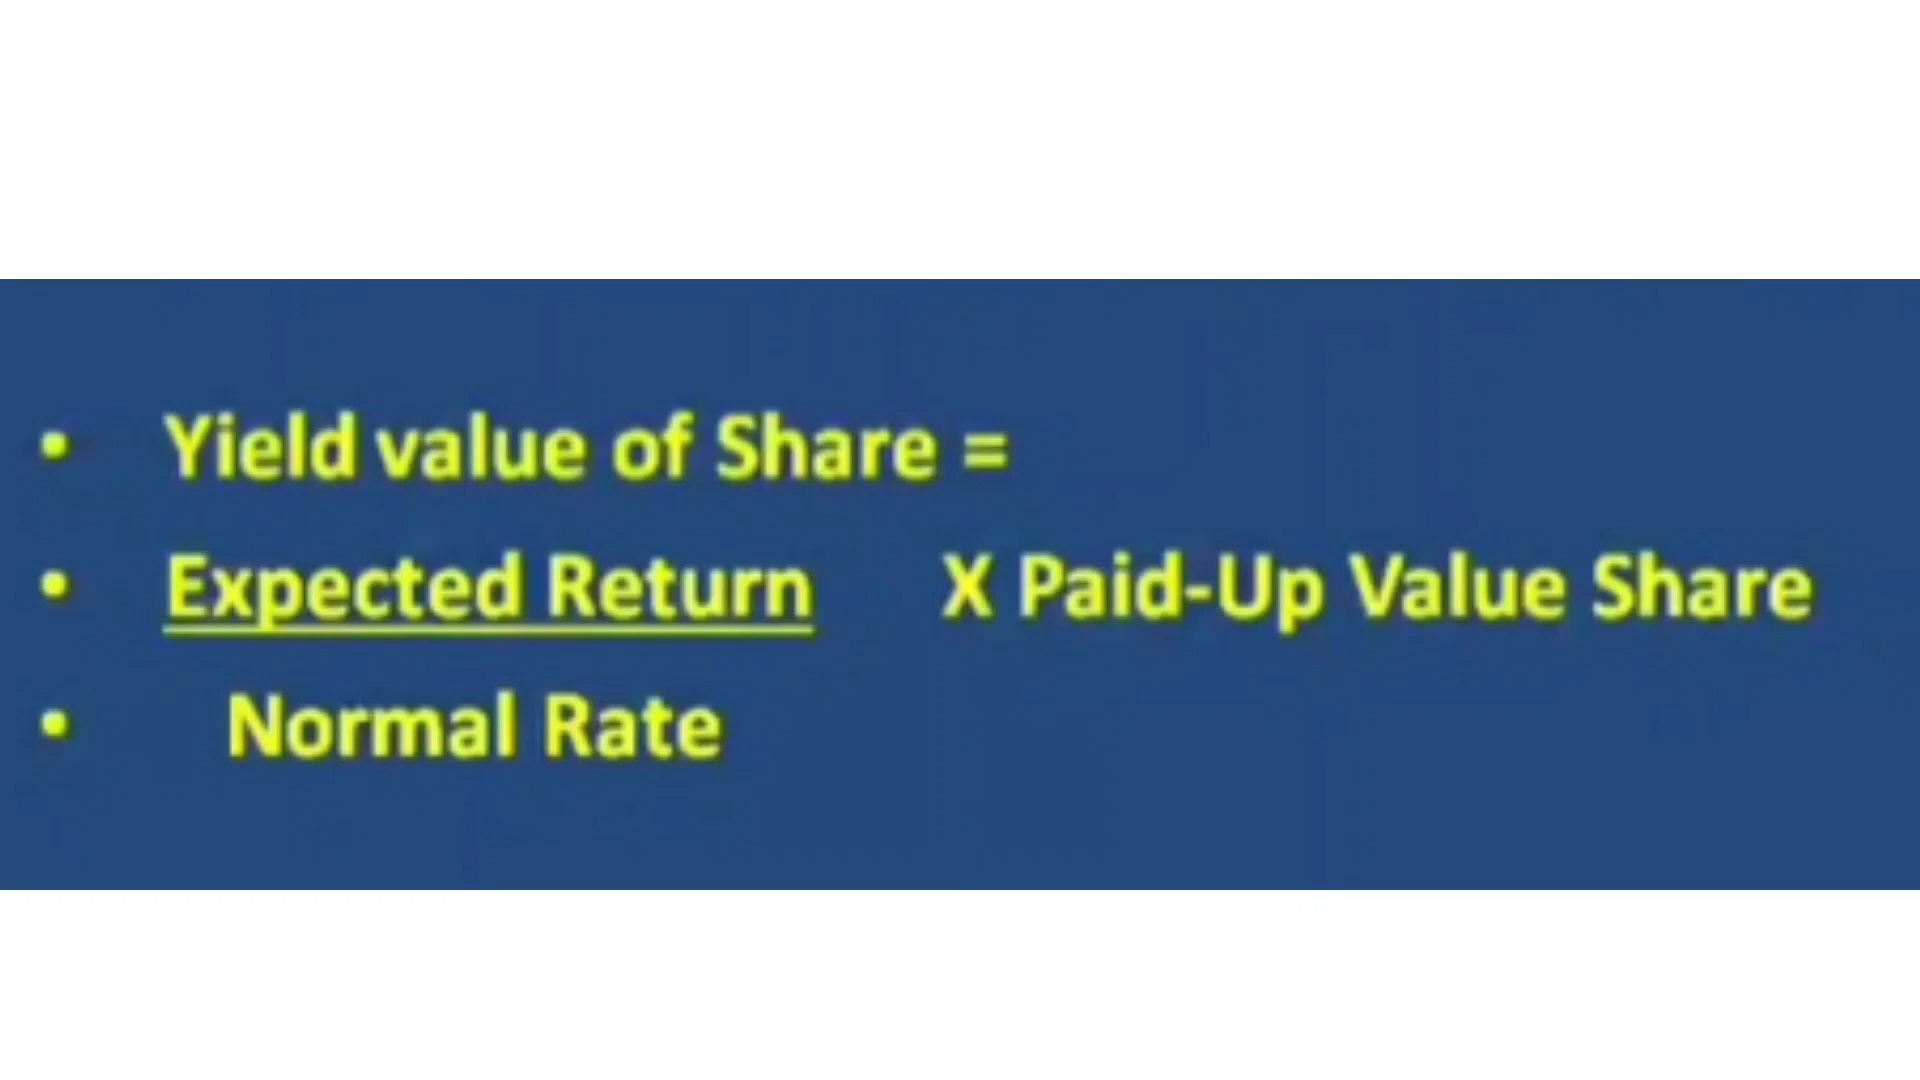 • Yield value of Share =
• Expected Return X Paid-Up Value Share
• Normal Rate